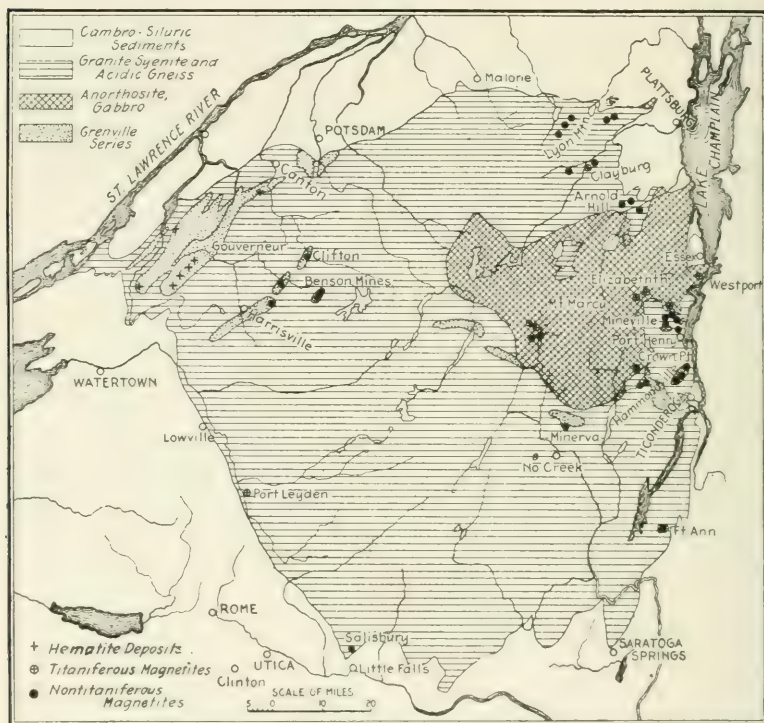 Cambro-Siluric
Sediments
Granite Syenite and
Acidic Gneiss
Anorthosite,
Gabbro
Grenville
Series
ST. LAWRENCE RIVER
POTSDAM
Malone
PLATTSBURG
LAKE CHAMPLAIN
Lyon Mtn.
Clayburg
Arnold
Hill
Canton
Gouverneur
Clifton
Benson Mines
Harrisville
Essex
Elizabetnth
Westport
Mt Marcy
Mineville
Port Henry
Crown Pt
Hammond
TICONDEROGA
WATERTOWN
Lowville
Minerva
No Creek
Port Leyden
Ft Ann
ROME
Salisbury
SARATOGA
SPRINGS
UTICA
Clinton
Little Falls
+ Hematite Deposits
⊕ Titaniferous Magnetites
● Nontitaniferous
Magnetites
SCALE OF MILES
5 0 10 20